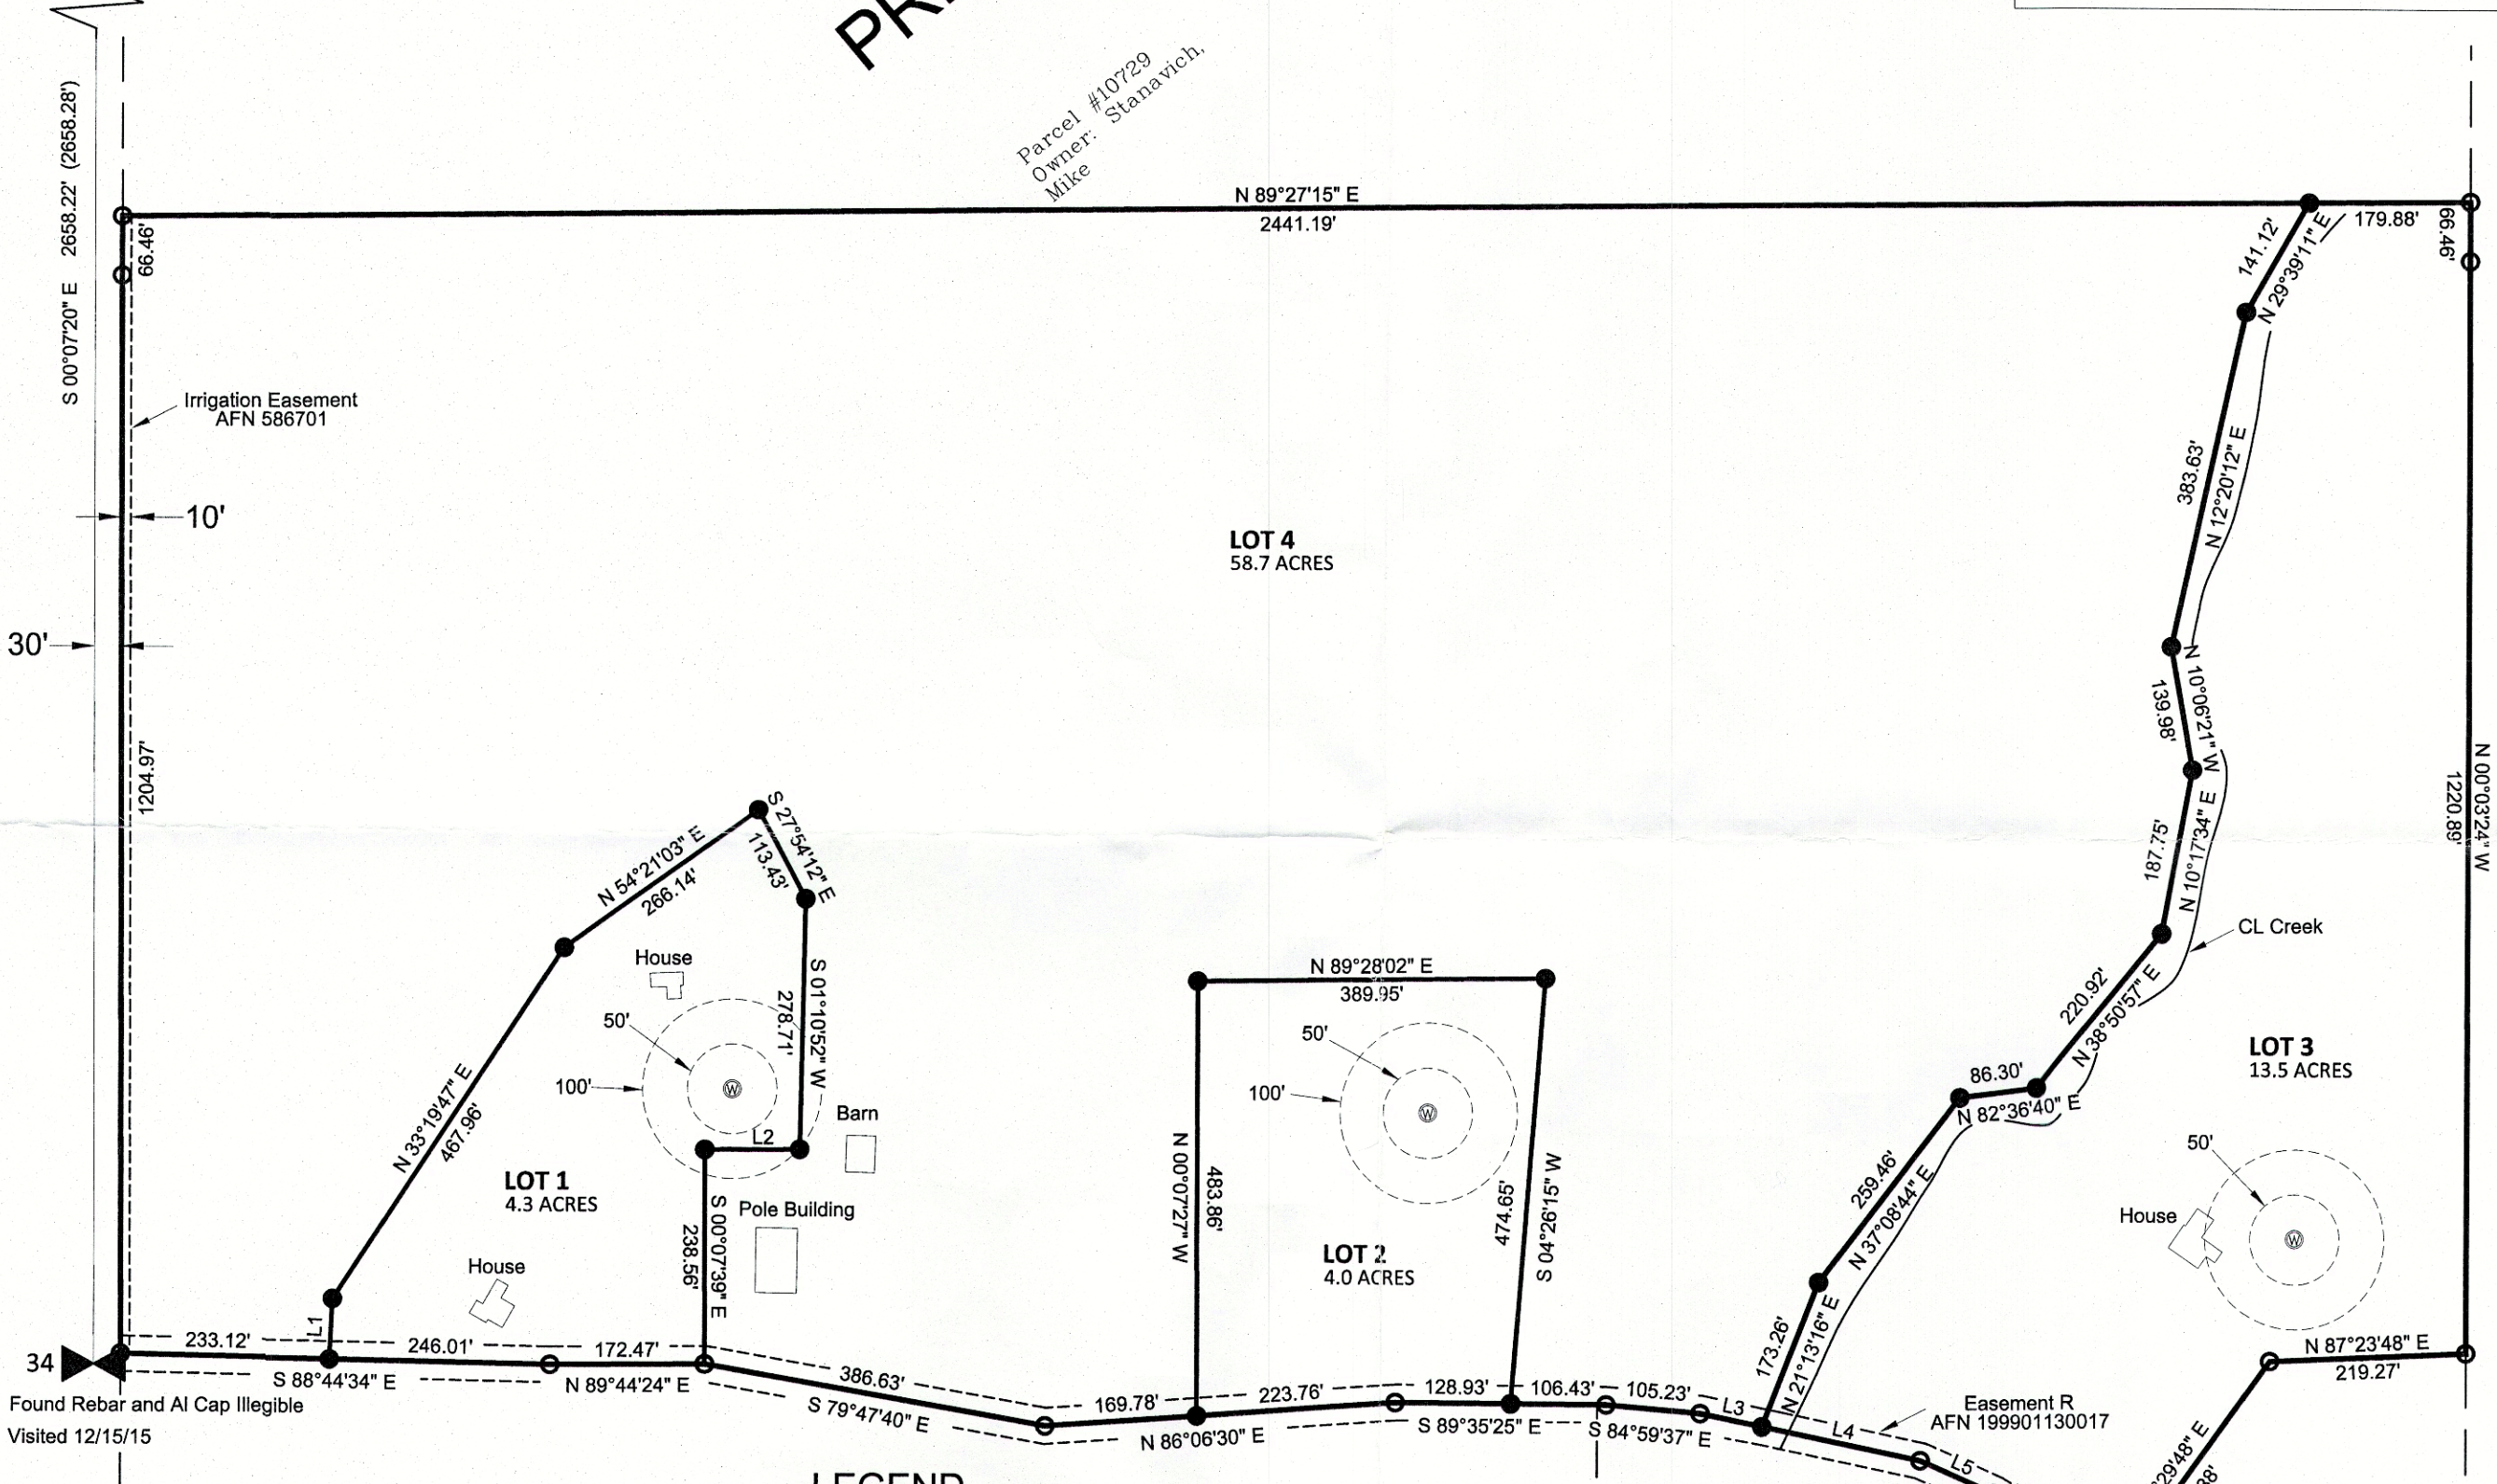 PR
Parcel #10729
Owner: Stanavich,
Mike
S 00°07'20" E 2658.22' (2658.28')
N 89°27'15" E
2441.19'
179.88'
66.46'
66.46'
141.12'
N 29°39'11" E
Irrigation Easement
AFN 586701
383.63'
N 12°20'12" E
10'
LOT 4
58.7 ACRES
30'
N 10°06'21" W
139.98'
1204.97'
N 00°03'24" W
1220.89'
187.75'
N 10°17'34" E
S 27°54'12" E
113.43'
N 54°21'03" E
266.14'
CL Creek
House
N 89°28'02" E
389.95'
S 01°10'52" W
278.71'
50'
100'
50'
100'
220.92'
N 38°50'57" E
LOT 3
13.5 ACRES
86.30'
N 82°36'40" E
Barn
L2
N 33°19'47" E
467.96'
LOT 1
4.3 ACRES
Pole Building
S 00°07'39" E
238.56'
N 00°07'27" W
483.86'
474.65'
S 04°26'15" W
LOT 2
4.0 ACRES
259.46'
N 37°08'44" E
50'
House
House
L1
173.26'
N 21°13'16" E
N 87°23'48" E
219.27'
34
233.12'
246.01'
172.47'
S 88°44'34" E
N 89°44'24" E
386.63'
S 79°47'40" E
169.78'
223.76'
N 86°06'30" E
128.93'
106.43'
S 89°35'25" E
105.23'
S 84°59'37" E
L3
L4
L5
Easement R
AFN 199901130017
Found Rebar and Al Cap Illegible
Visited 12/15/15
29'48" E
38'
LEGEND